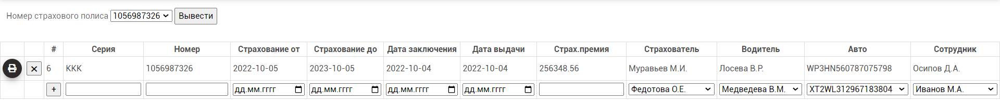 Номер страхового полиса 1056987326 Вывести
# Серия Номер Страхование от Страхование до Дата заключения Дата выдачи Страх.премия Страхователь Водитель Авто Сотрудник
6 ККК 1056987326 2022-10-05 2023-10-05 2022-10-04 2022-10-04 256348.56 Муравьев М.И. Лосева В.Р. WP3HN560787075798 Осипов Д.А.
+ дд.мм.гггг дд.мм.гггг дд.мм.гггг дд.мм.гггг Федотова О.Е. Медведева В.М. XT2WL312967183804 Иванов М.А.